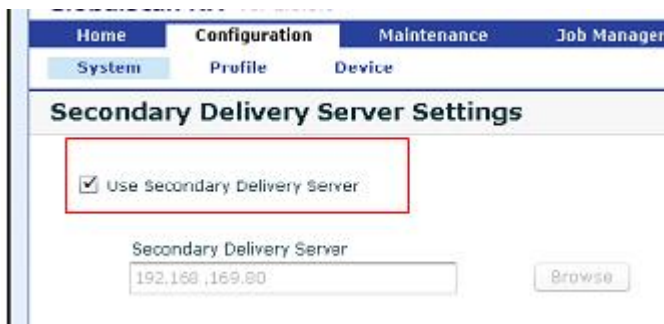 Home Configuration Maintenance Job Manager
System Profile Device
Secondary Delivery Server Settings
Use Secondary Delivery Server
Secondary Delivery Server
192.168.169.80 Browse